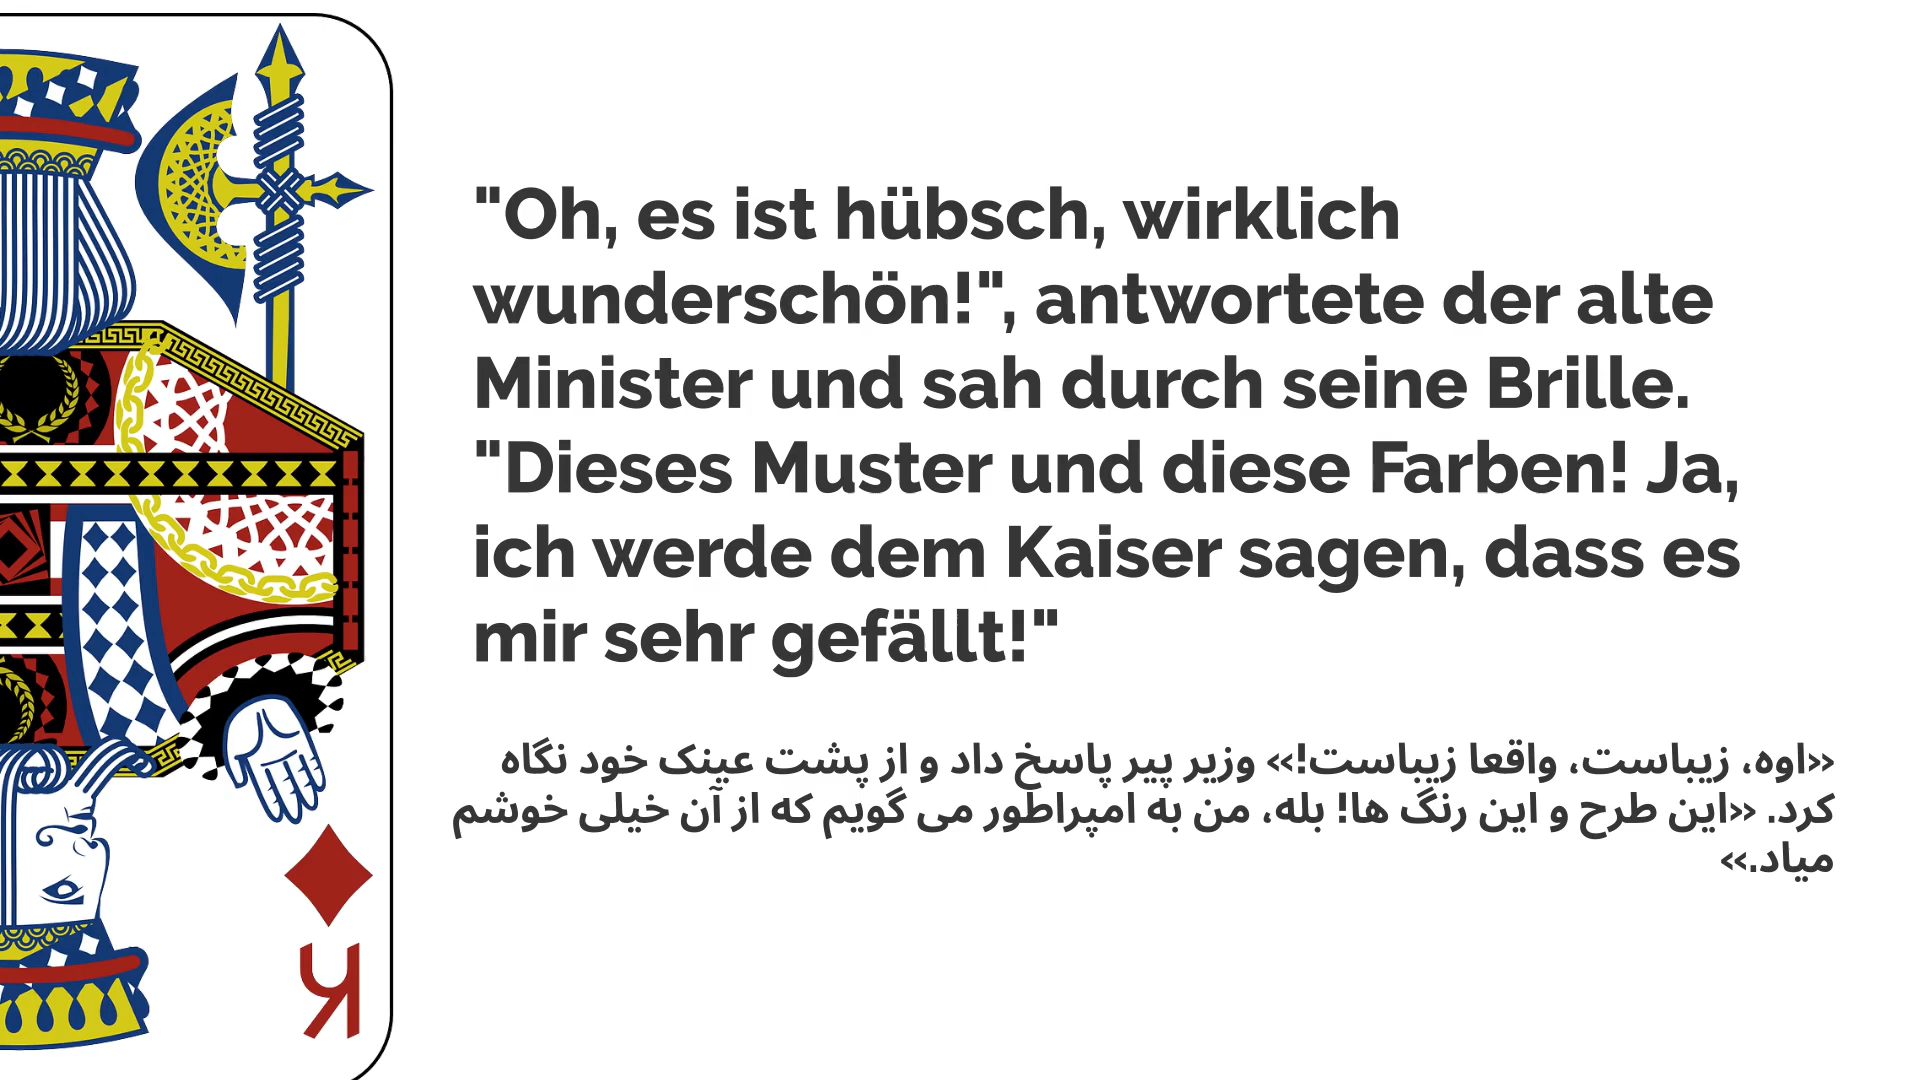 "Oh, es ist hübsch, wirklich
wunderschön!", antwortete der alte
Minister und sah durch seine Brille.
"Dieses Muster und diese Farben! Ja,
ich werde dem Kaiser sagen, dass es
mir sehr gefällt!"
«اوه، زیباست، واقعا زیباست!» وزیر پیر پاسخ داد و از پشت عینک خود نگاه
کرد. «این طرح و این رنگ ها! بله، من به امپراطور می گویم که از آن خیلی خوشم
میاد.»
K